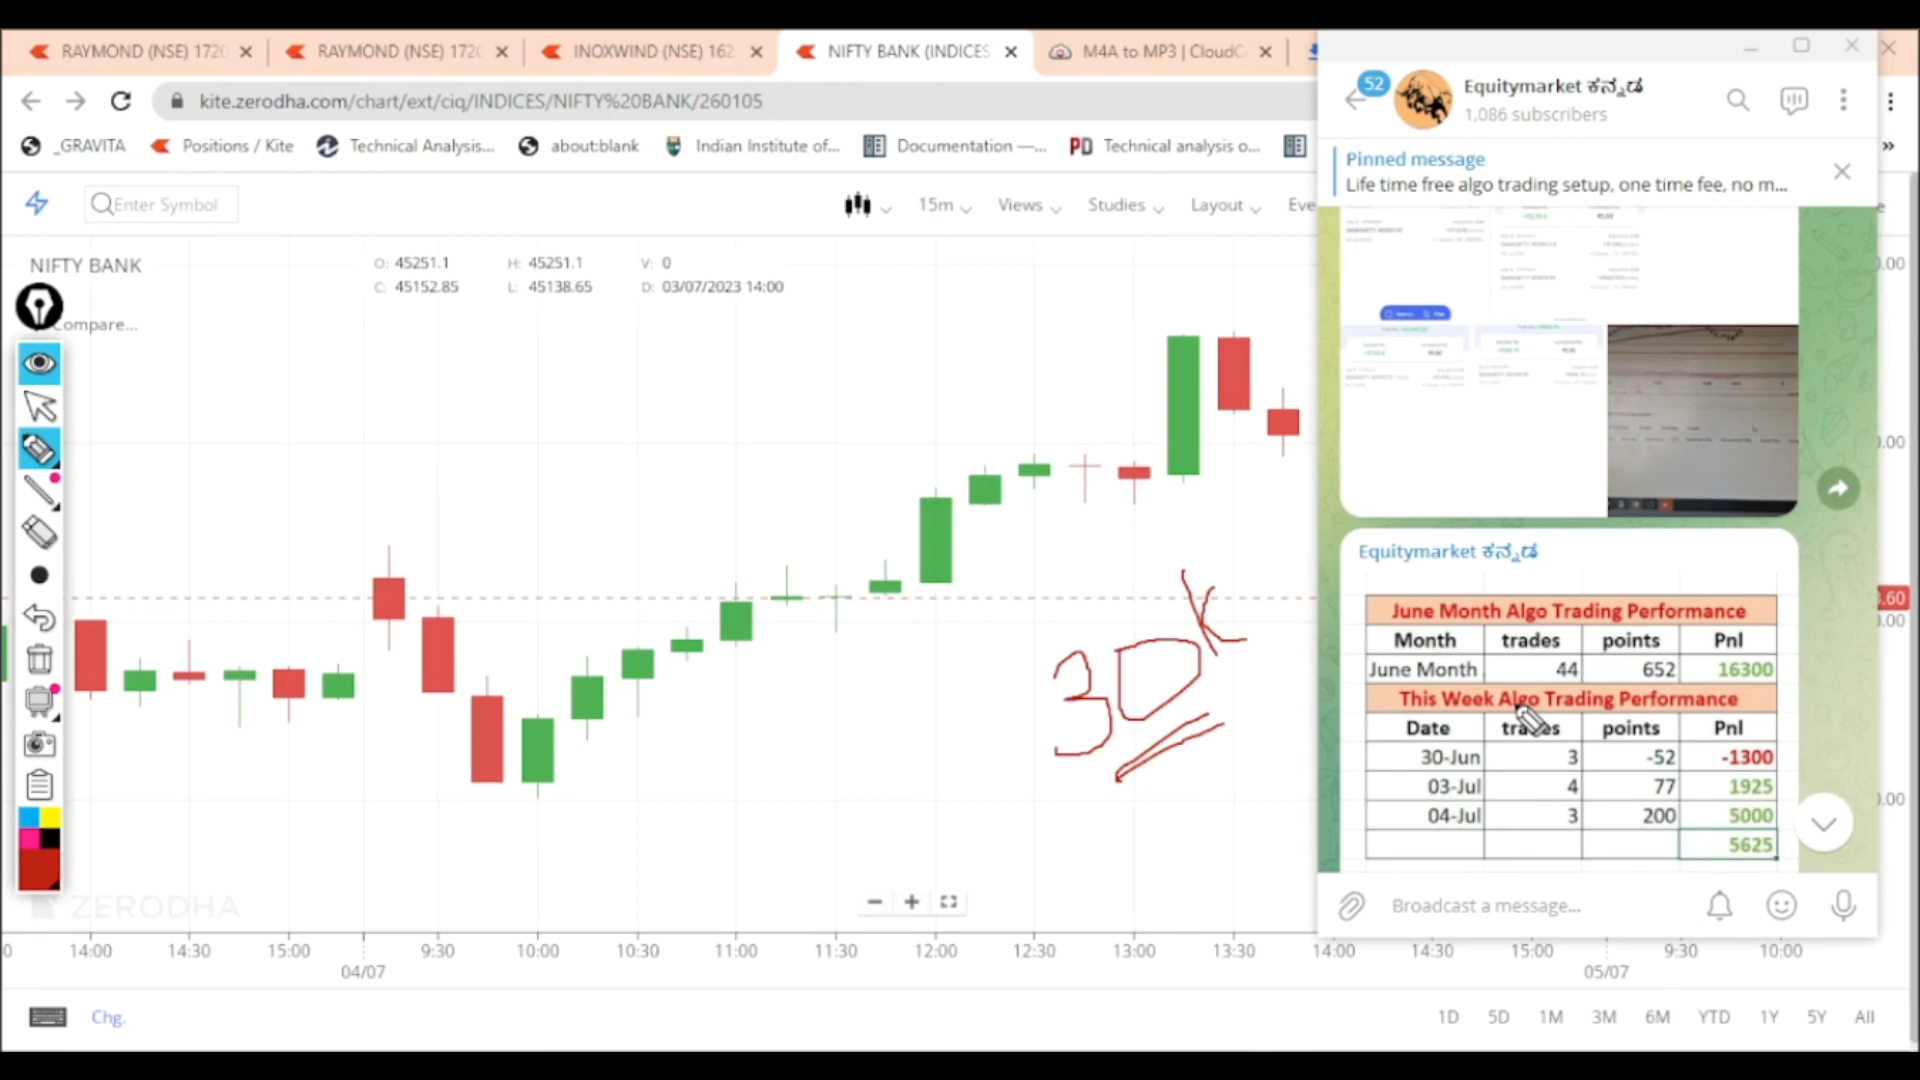 RAYMOND (NSE) 172
RAYMOND (NSE) 172
INOXWIND (NSE) 162
NIFTY BANK (INDICES
M4A to MP3 | CloudC
kite.zerodha.com/chart/ext/ciq/INDICES/NIFTY%20BANK/260105
_GRAVITA
Positions / Kite
Technical Analysis...
about:blank
Indian Institute of...
Documentation —...
PD Technical analysis o...
»
Enter Symbol
15m
Views
Studies
Layout
Eve
NIFTY BANK
O: 45251.1 H: 45251.1 V: 0
C: 45152.85 L: 45138.65 D: 03/07/2023 14:00
Compare...
3DK
ZERODHA
14:00 14:30 15:00 9:30 10:00 10:30 11:00 11:30 12:00 12:30 13:00 13:30 14:00 14:30 15:00 9:30 10:00
04/07 05/07
Chg.
1D 5D 1M 3M 6M YTD 1Y 5Y All
52
Equitymarket ಕನ್ನಡ
1,086 subscribers
Pinned message
Life time free algo trading setup, one time fee, no m...
Equitymarket ಕನ್ನಡ
June Month Algo Trading Performance
Month trades points Pnl
June Month 44 652 16300
This Week Algo Trading Performance
Date trades points Pnl
30-Jun 3 -52 -1300
03-Jul 4 77 1925
04-Jul 3 200 5000
5625
Broadcast a message...